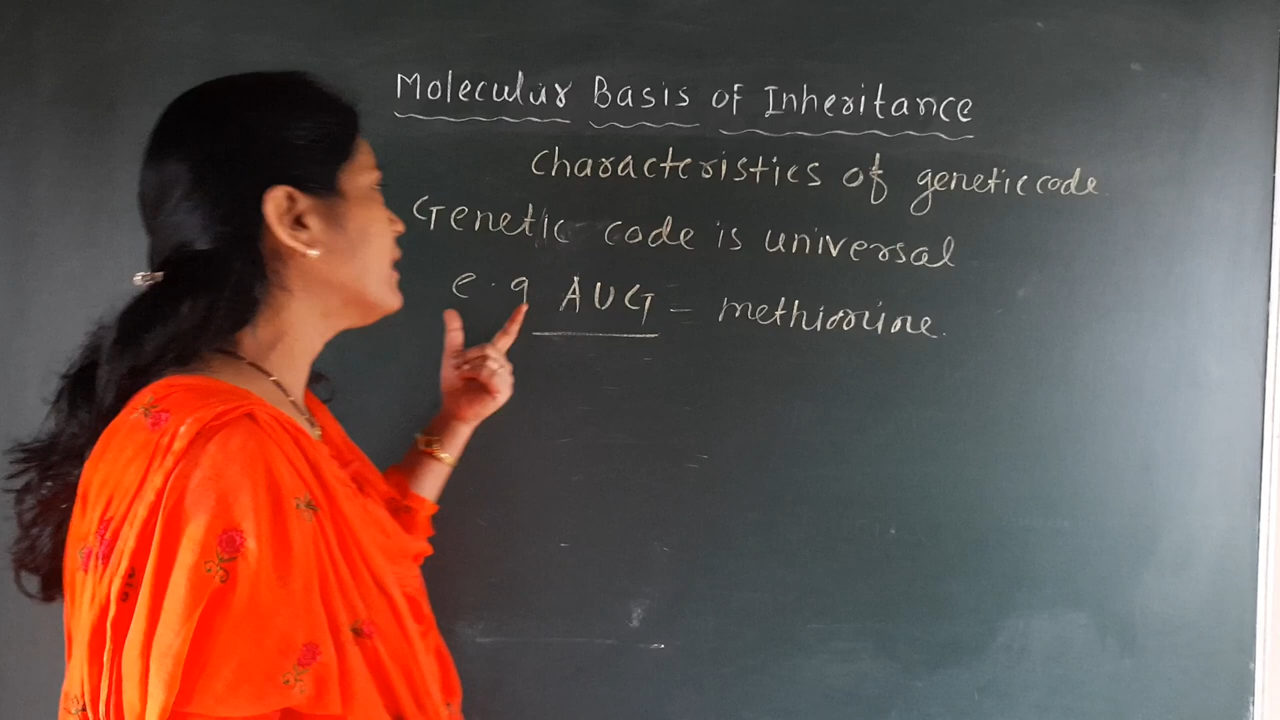 Molecular Basis of Inheritance
characteristics of genetic code
Genetic code is universal
e.g AUG - methionine.